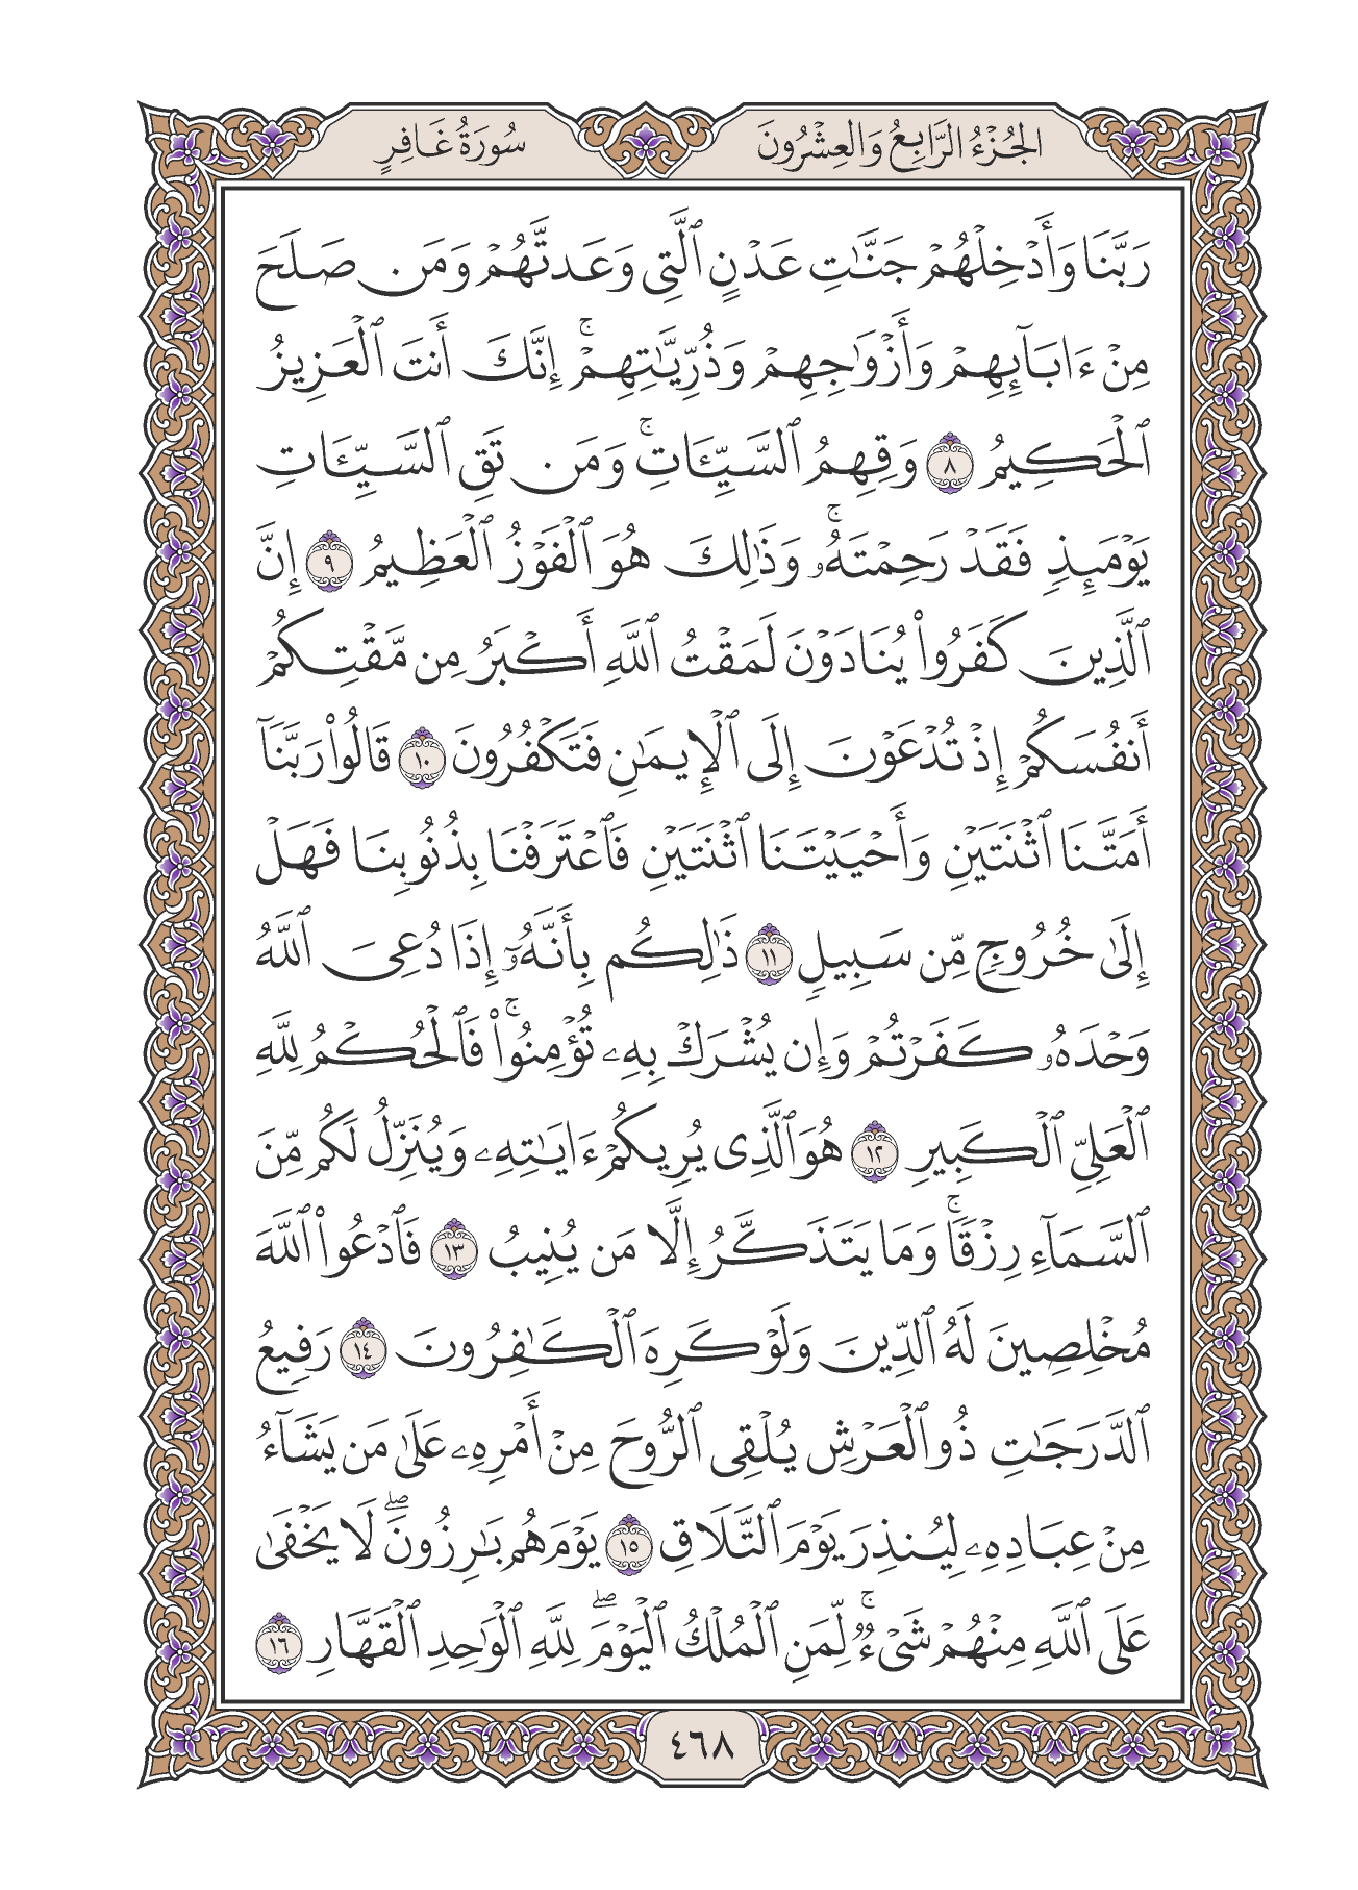 الجُزْءُ الرَّابِعُ وَالعِشْرُونَ
سُورَةُ غَافِرٍ
رَبَّنَا وَأَدۡخِلۡهُمۡ جَنَّٰتِ عَدۡنٍ ٱلَّتِي وَعَدتَّهُمۡ وَمَن صَلَحَ
مِنۡ ءَابَآئِهِمۡ وَأَزۡوَٰجِهِمۡ وَذُرِّيَّٰتِهِمۡۚ إِنَّكَ أَنتَ ٱلۡعَزِيزُ
ٱلۡحَكِيمُ ٨ وَقِهِمُ ٱلسَّيِّـَٔاتِۚ وَمَن تَقِ ٱلسَّيِّـَٔاتِ
يَوۡمَئِذٖ فَقَدۡ رَحِمۡتَهُۥۚ وَذَٰلِكَ هُوَ ٱلۡفَوۡزُ ٱلۡعَظِيمُ ٩ إِنَّ
ٱلَّذِينَ كَفَرُواْ يُنَادَوۡنَ لَمَقۡتُ ٱللَّهِ أَكۡبَرُ مِن مَّقۡتِكُمۡ
أَنفُسَكُمۡ إِذۡ تُدۡعَوۡنَ إِلَى ٱلۡإِيمَٰنِ فَتَكۡفُرُونَ ١٠ قَالُواْ رَبَّنَآ
أَمَتَّنَا ٱثۡنَتَيۡنِ وَأَحۡيَيۡتَنَا ٱثۡنَتَيۡنِ فَٱعۡتَرَفۡنَا بِذُنُوبِنَا فَهَلۡ
إِلَىٰ خُرُوجٖ مِّن سَبِيلٖ ١١ ذَٰلِكُم بِأَنَّهُۥٓ إِذَا دُعِيَ ٱللَّهُ
وَحۡدَهُۥ كَفَرۡتُمۡ وَإِن يُشۡرَكۡ بِهِۦ تُؤۡمِنُواْۚ فَٱلۡحُكۡمُ لِلَّهِ
ٱلۡعَلِيِّ ٱلۡكَبِيرِ ١٢ هُوَ ٱلَّذِي يُرِيكُمۡ ءَايَٰتِهِۦ وَيُنَزِّلُ لَكُم مِّنَ
ٱلسَّمَآءِ رِزۡقٗاۚ وَمَا يَتَذَكَّرُ إِلَّا مَن يُنِيبُ ١٣ فَٱدۡعُواْ ٱللَّهَ
مُخۡلِصِينَ لَهُ ٱلدِّينَ وَلَوۡ كَرِهَ ٱلۡكَٰفِرُونَ ١٤ رَفِيعُ
ٱلدَّرَجَٰتِ ذُو ٱلۡعَرۡشِ يُلۡقِي ٱلرُّوحَ مِنۡ أَمۡرِهِۦ عَلَىٰ مَن يَشَآءُ
مِنۡ عِبَادِهِۦ لِيُنذِرَ يَوۡمَ ٱلتَّلَاقِ ١٥ يَوۡمَ هُم بَٰرِزُونَۖ لَا يَخۡفَىٰ
عَلَى ٱللَّهِ مِنۡهُمۡ شَيۡءٞۚ لِّمَنِ ٱلۡمُلۡكُ ٱلۡيَوۡمَۖ لِلَّهِ ٱلۡوَٰحِدِ ٱلۡقَهَّارِ ١٦
٤٦٨